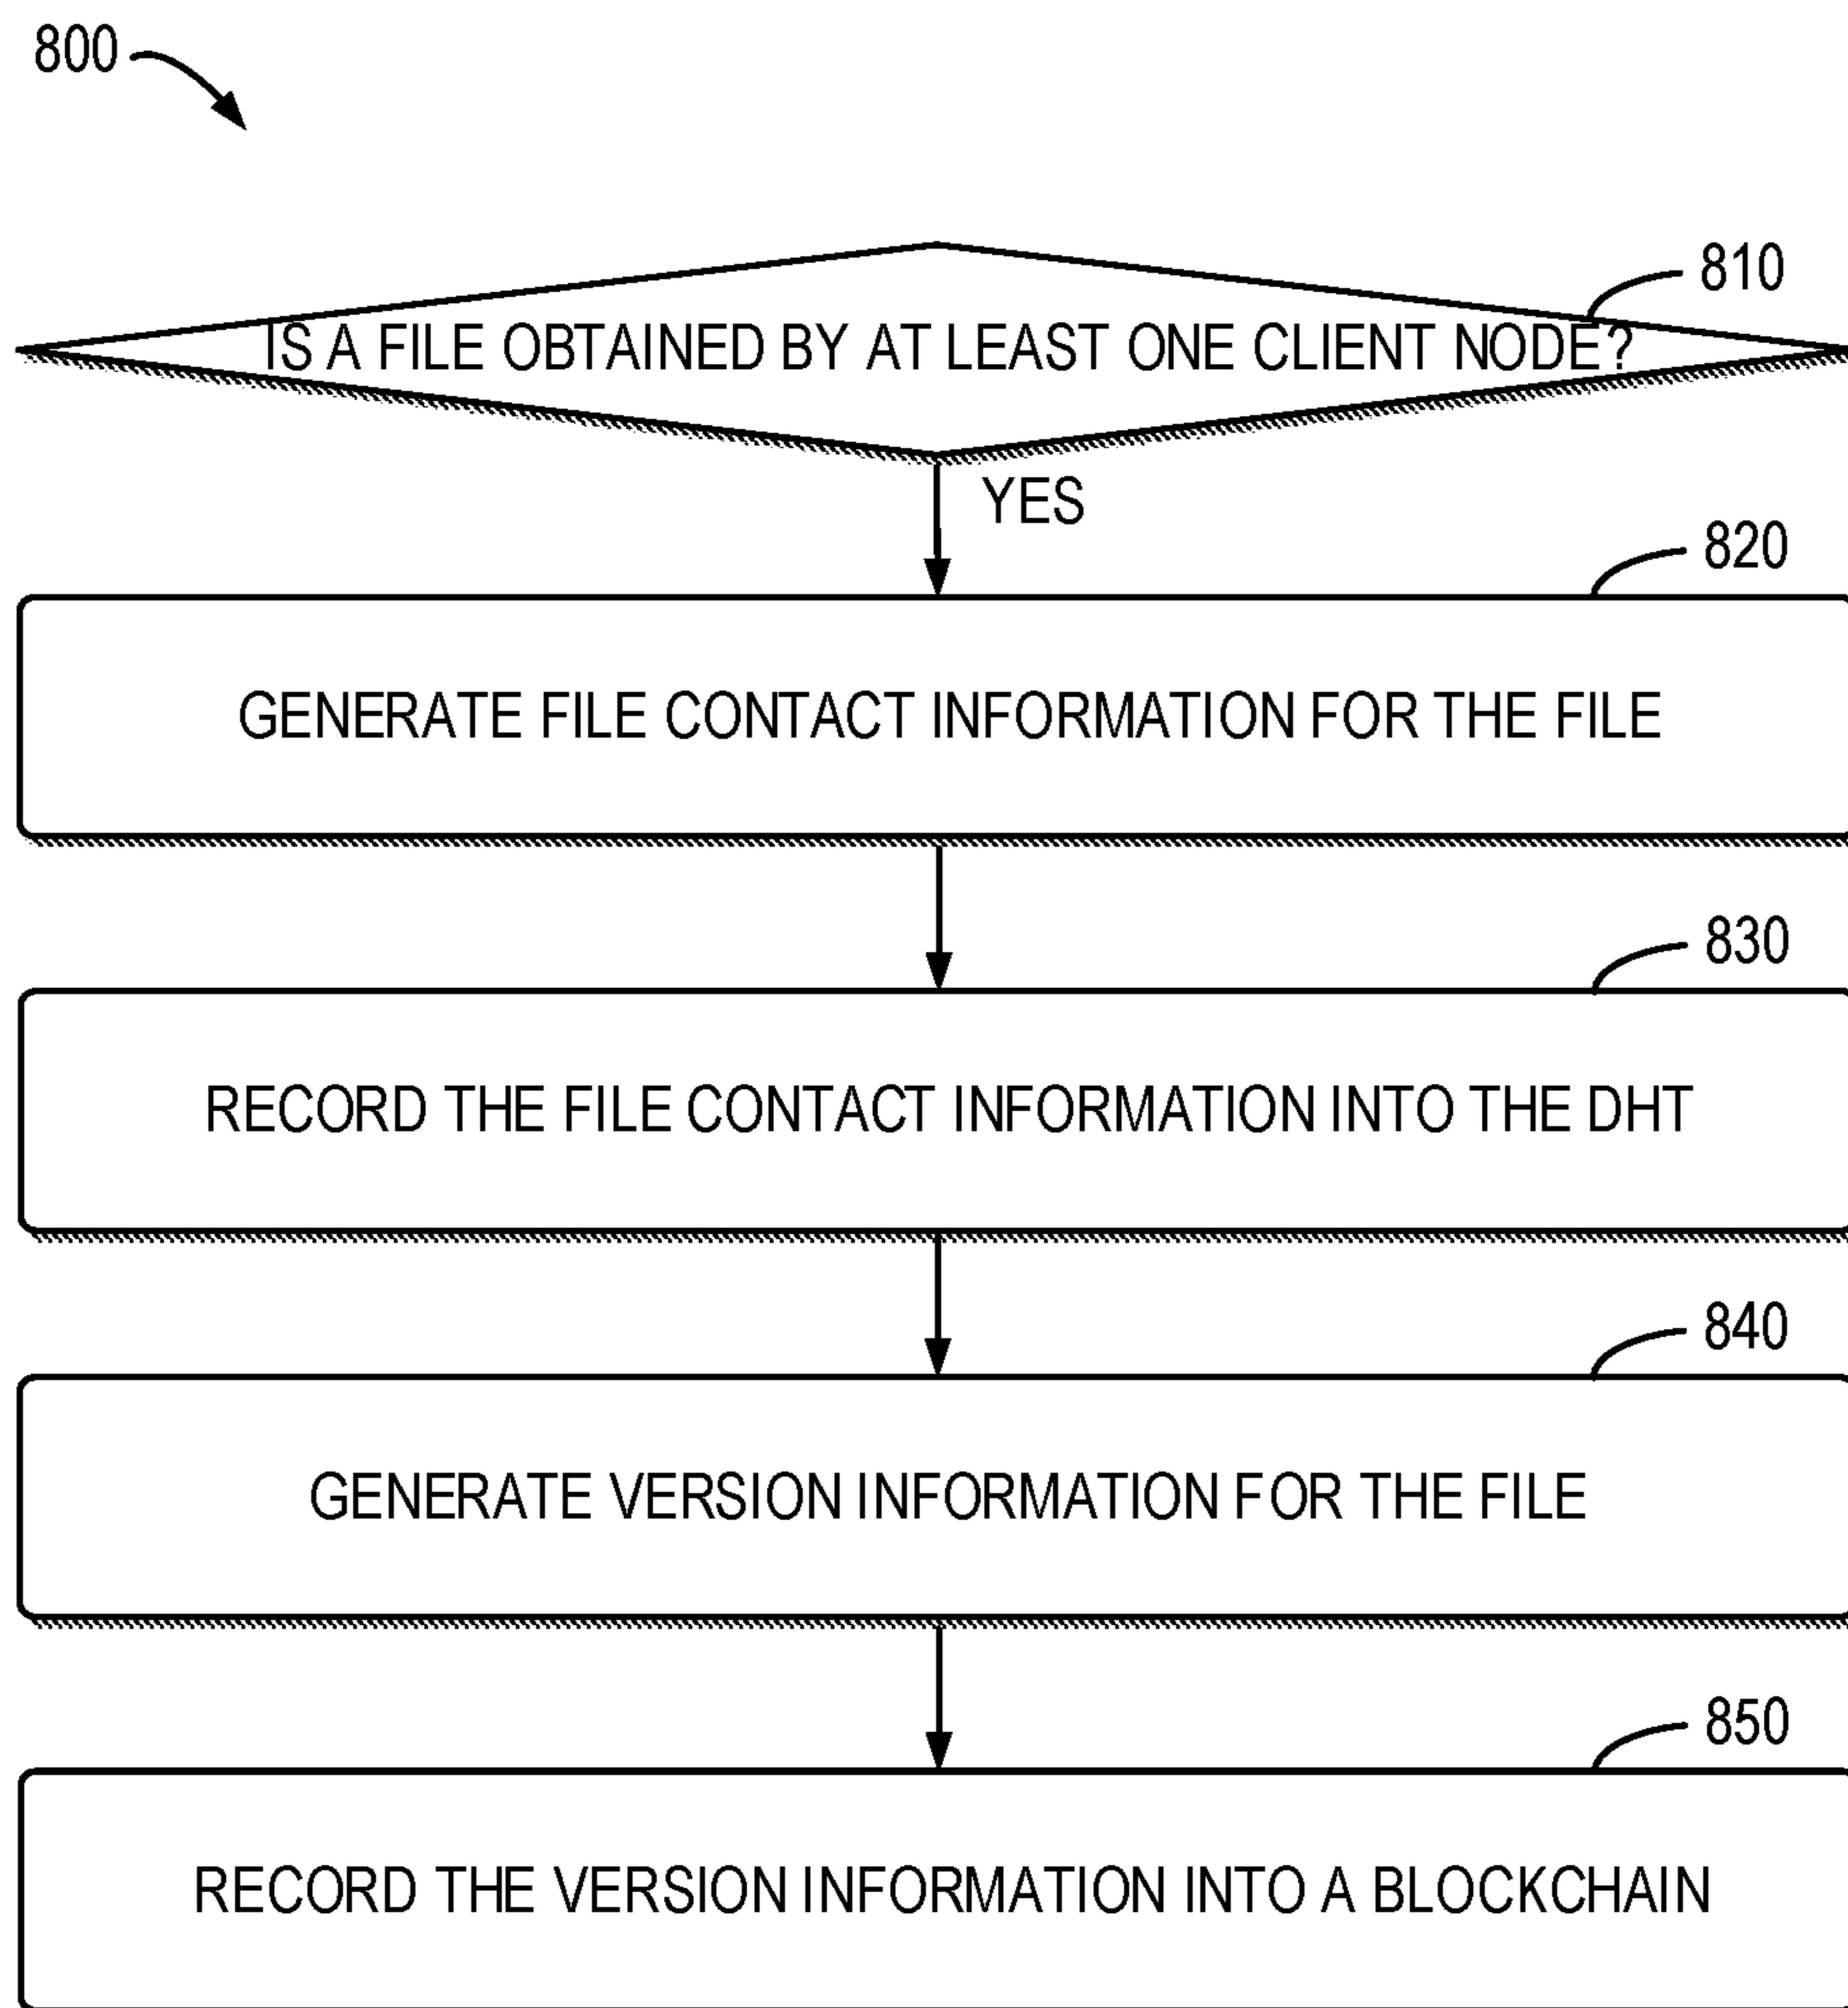 800
810
IS A FILE OBTAINED BY AT LEAST ONE CLIENT NODE?
YES
820
GENERATE FILE CONTACT INFORMATION FOR THE FILE
830
RECORD THE FILE CONTACT INFORMATION INTO THE DHT
840
GENERATE VERSION INFORMATION FOR THE FILE
850
RECORD THE VERSION INFORMATION INTO A BLOCKCHAIN